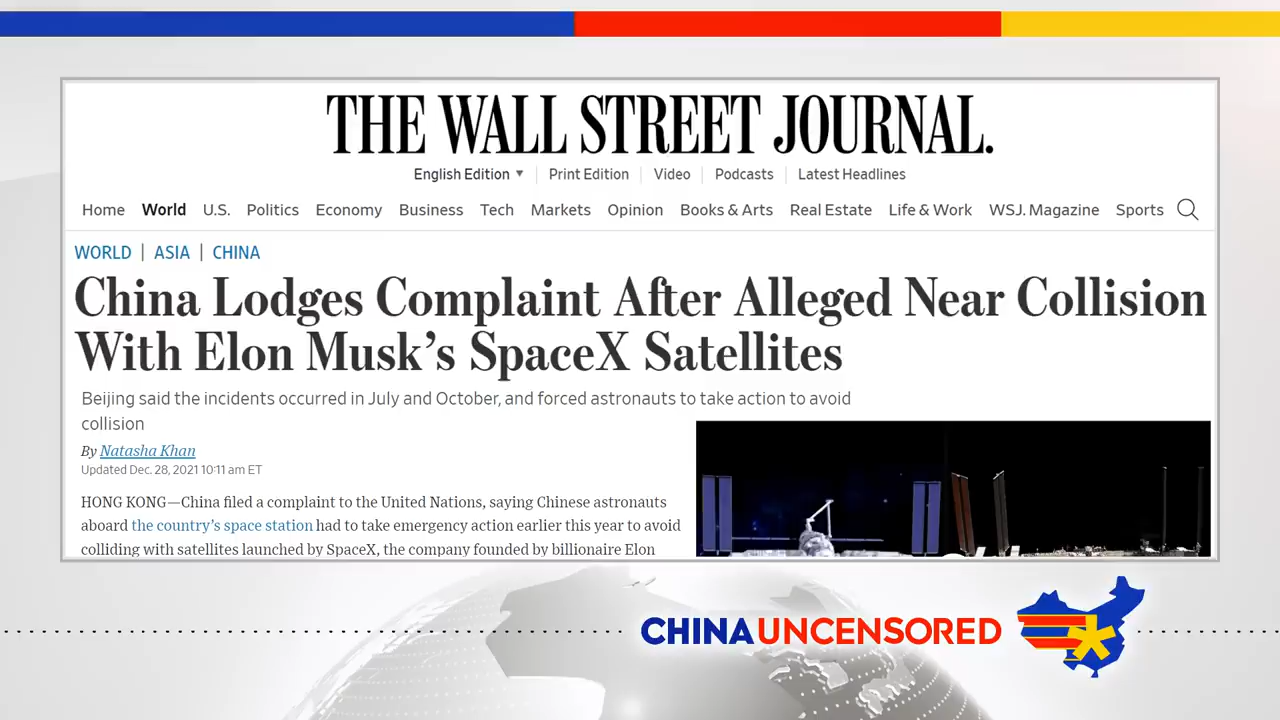 THE WALL STREET JOURNAL.
English Edition ▼ Print Edition Video Podcasts Latest Headlines
Home World U.S. Politics Economy Business Tech Markets Opinion Books & Arts Real Estate Life & Work WSJ. Magazine Sports
WORLD | ASIA | CHINA
China Lodges Complaint After Alleged Near Collision
With Elon Musk’s SpaceX Satellites
Beijing said the incidents occurred in July and October, and forced astronauts to take action to avoid
collision
By Natasha Khan
Updated Dec. 28, 2021 10:11 am ET
HONG KONG—China filed a complaint to the United Nations, saying Chinese astronauts
aboard the country’s space station had to take emergency action earlier this year to avoid
colliding with satellites launched by SpaceX, the company founded by billionaire Elon
CHINA UNCENSORED